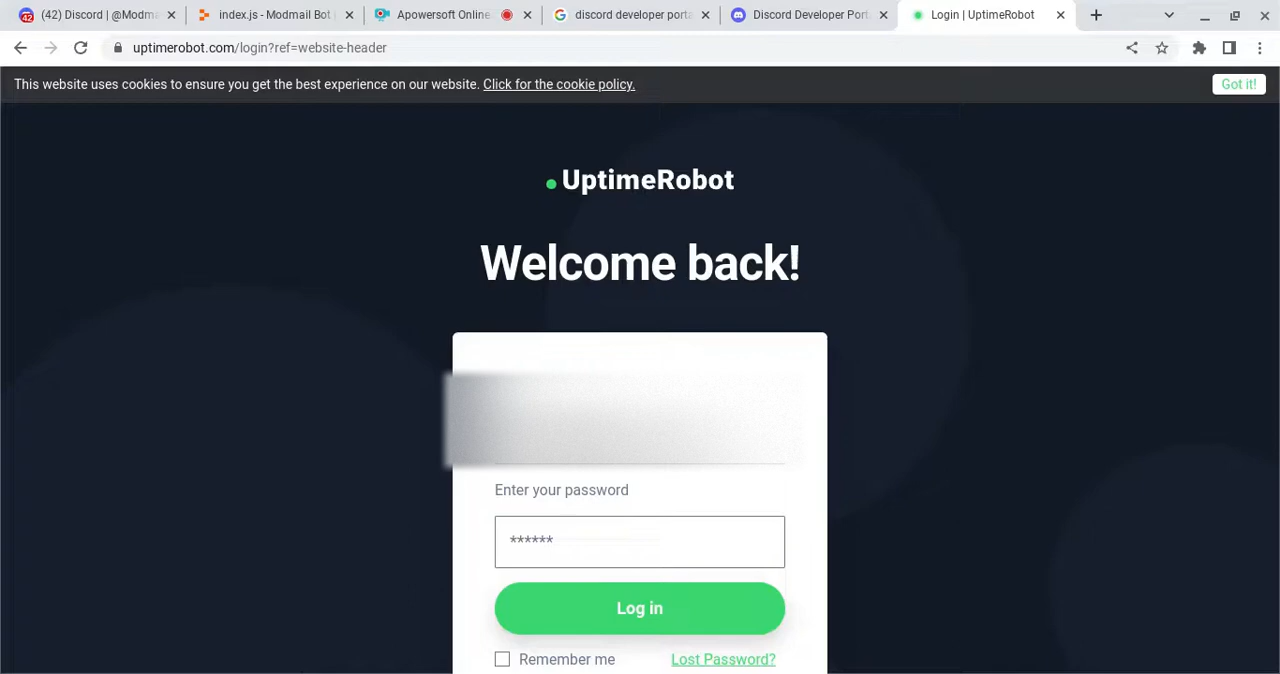 (42) Discord | @Modma
index.js - Modmail Bot
Apowersoft Online
discord developer porta
Discord Developer Port
Login | UptimeRobot
uptimerobot.com/login?ref=website-header
This website uses cookies to ensure you get the best experience on our website. Click for the cookie policy.
Got it!
UptimeRobot
Welcome back!
Enter your password
******
Log in
Remember me
Lost Password?